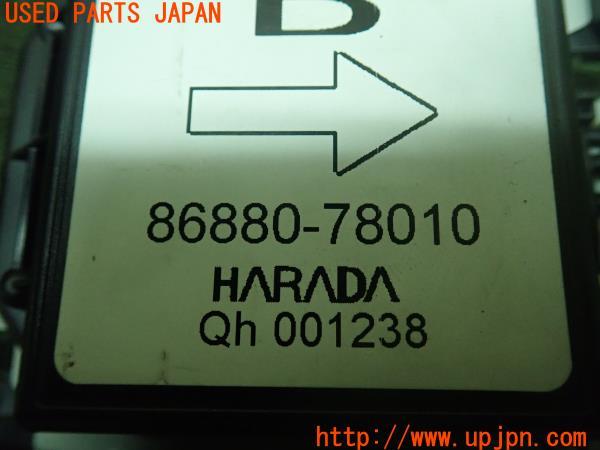 USED PARTS JAPAN
B
86880-78010
HARADA
Qh 001238
http://www.upjpn.com